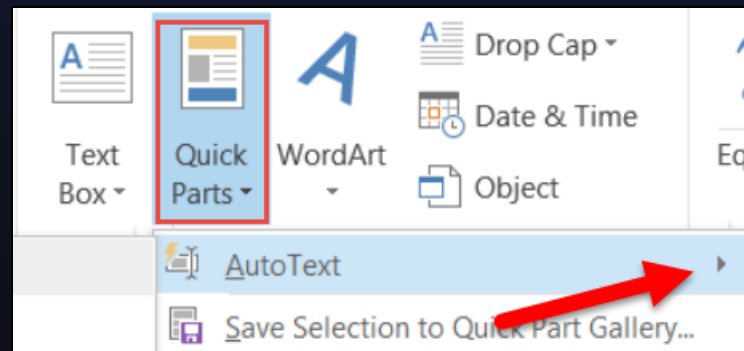 Text Box
Quick Parts
WordArt
Drop Cap
Date & Time
Object
AutoText
Save Selection to Quick Part Gallery...